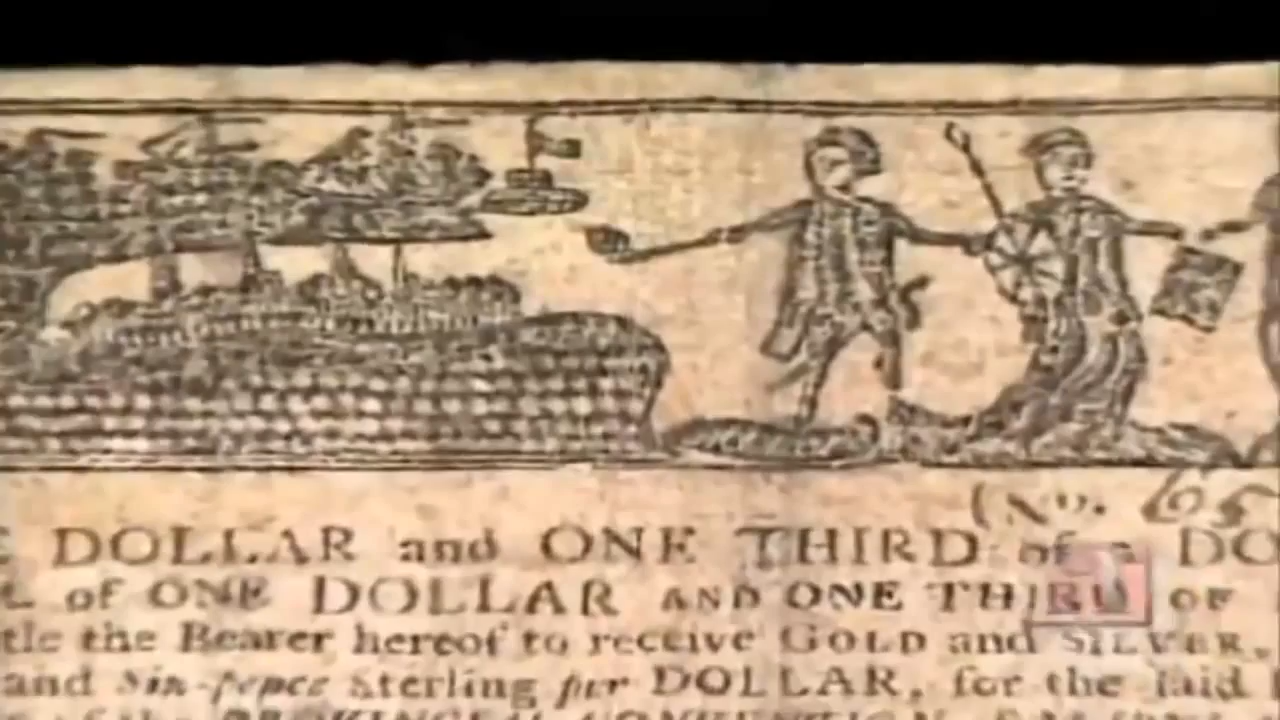 (No. 65
DOLLAR and ONE THIRD of a DO
of ONE DOLLAR AND ONE THIRD OF
tle the Bearer hereof to receive GOLD and SILVER,
and Six-pence Sterling per DOLLAR, for the said